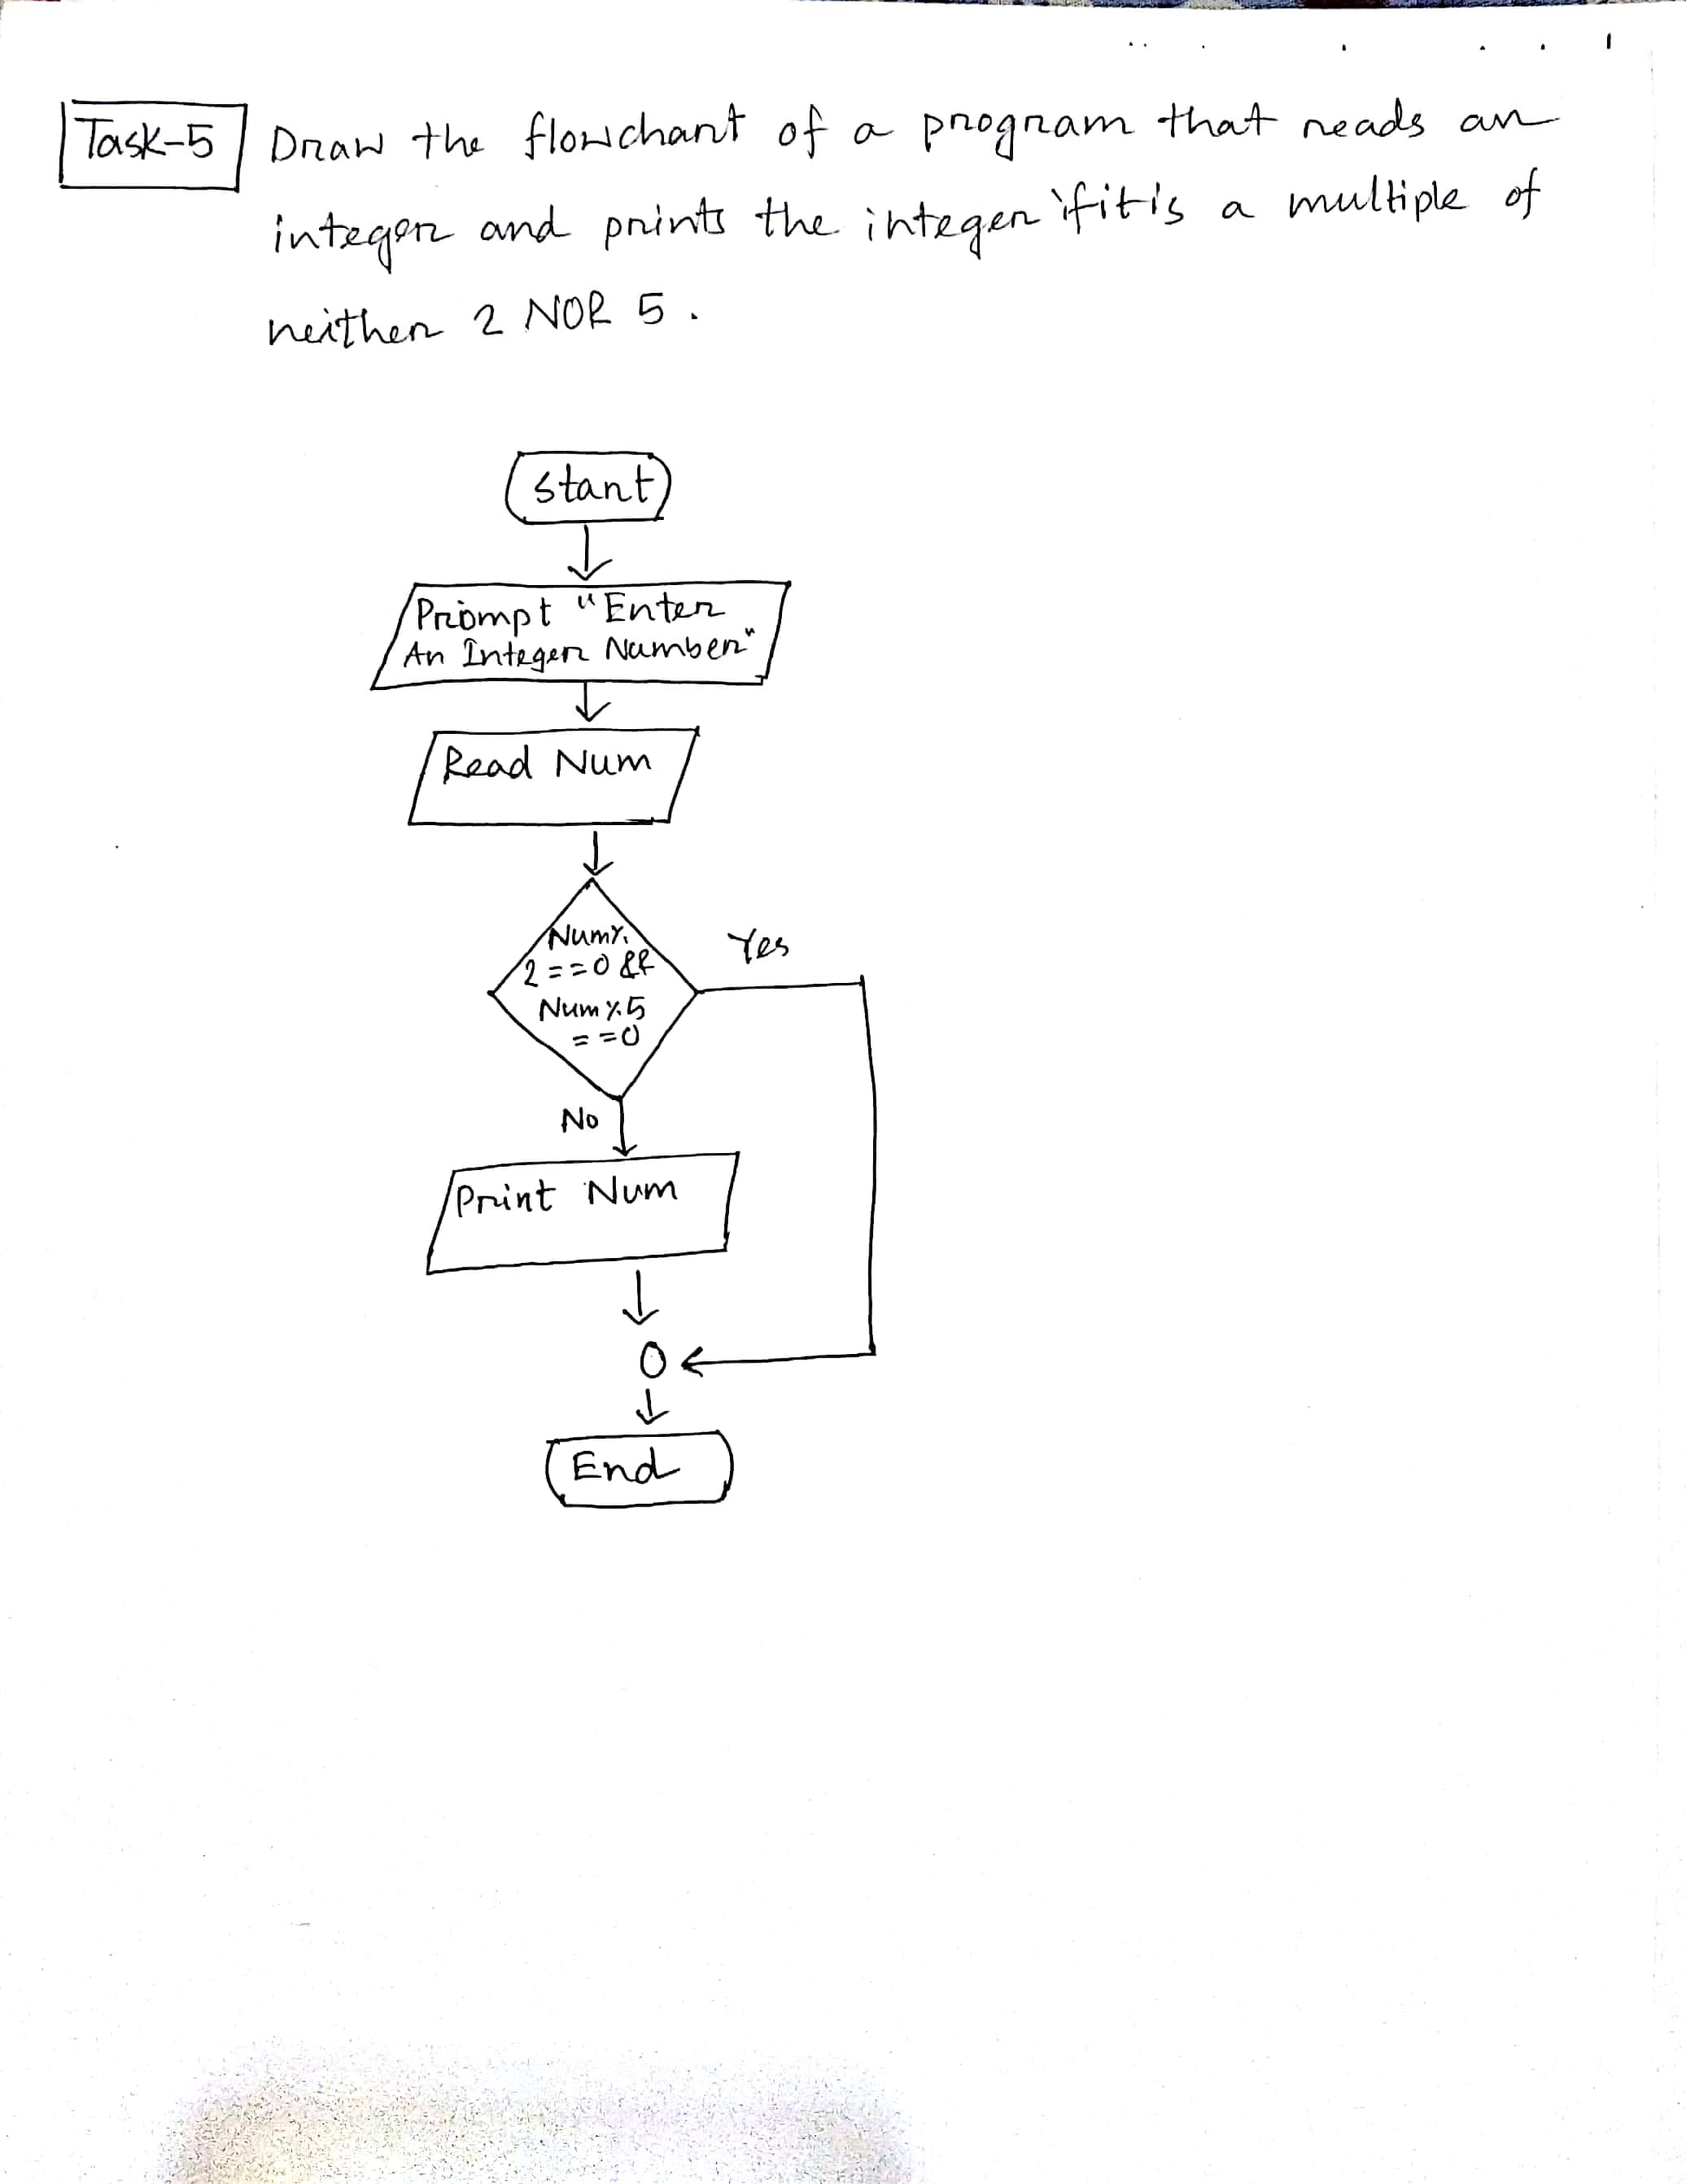 Task-5 Draw the flowchart of a program that reads an
integer and prints the integer if it is a multiple of
neither 2 NOR 5.
Start
Prompt "Enter
An Integer Number"
Read Num
Num%
2==0 &&
Num%5
==0
Yes
No
Print Num
End